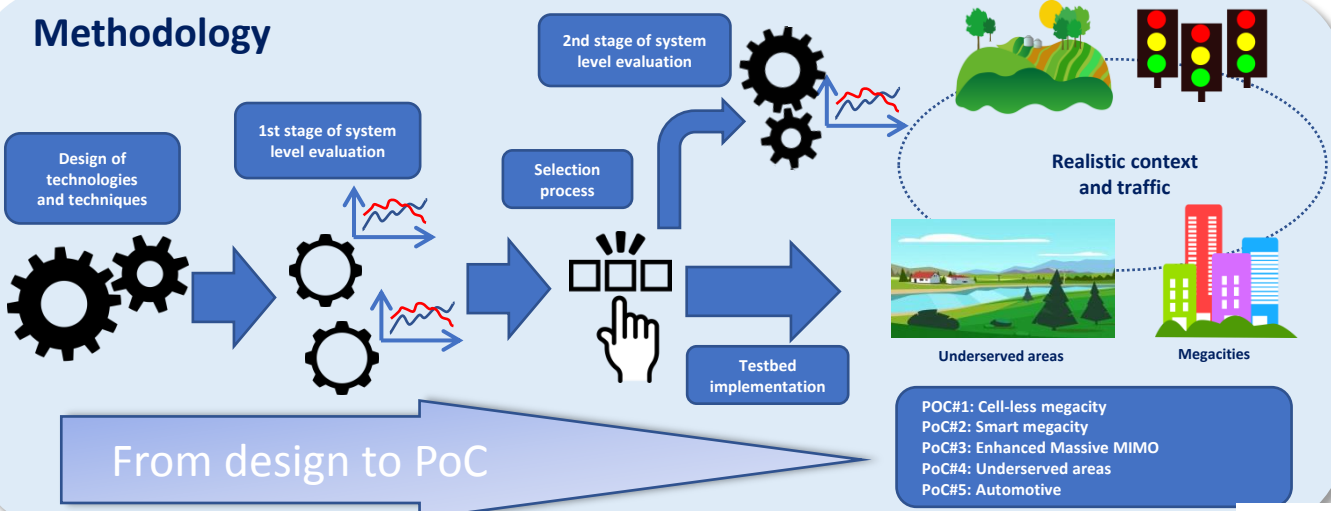 Methodology
Design of
technologies
and techniques
1st stage of system
level evaluation
Selection
process
2nd stage of system
level evaluation
Testbed
implementation
Realistic context
and traffic
Underserved areas
Megacities
From design to PoC
POC#1: Cell-less megacity
PoC#2: Smart megacity
PoC#3: Enhanced Massive MIMO
PoC#4: Underserved areas
PoC#5: Automotive